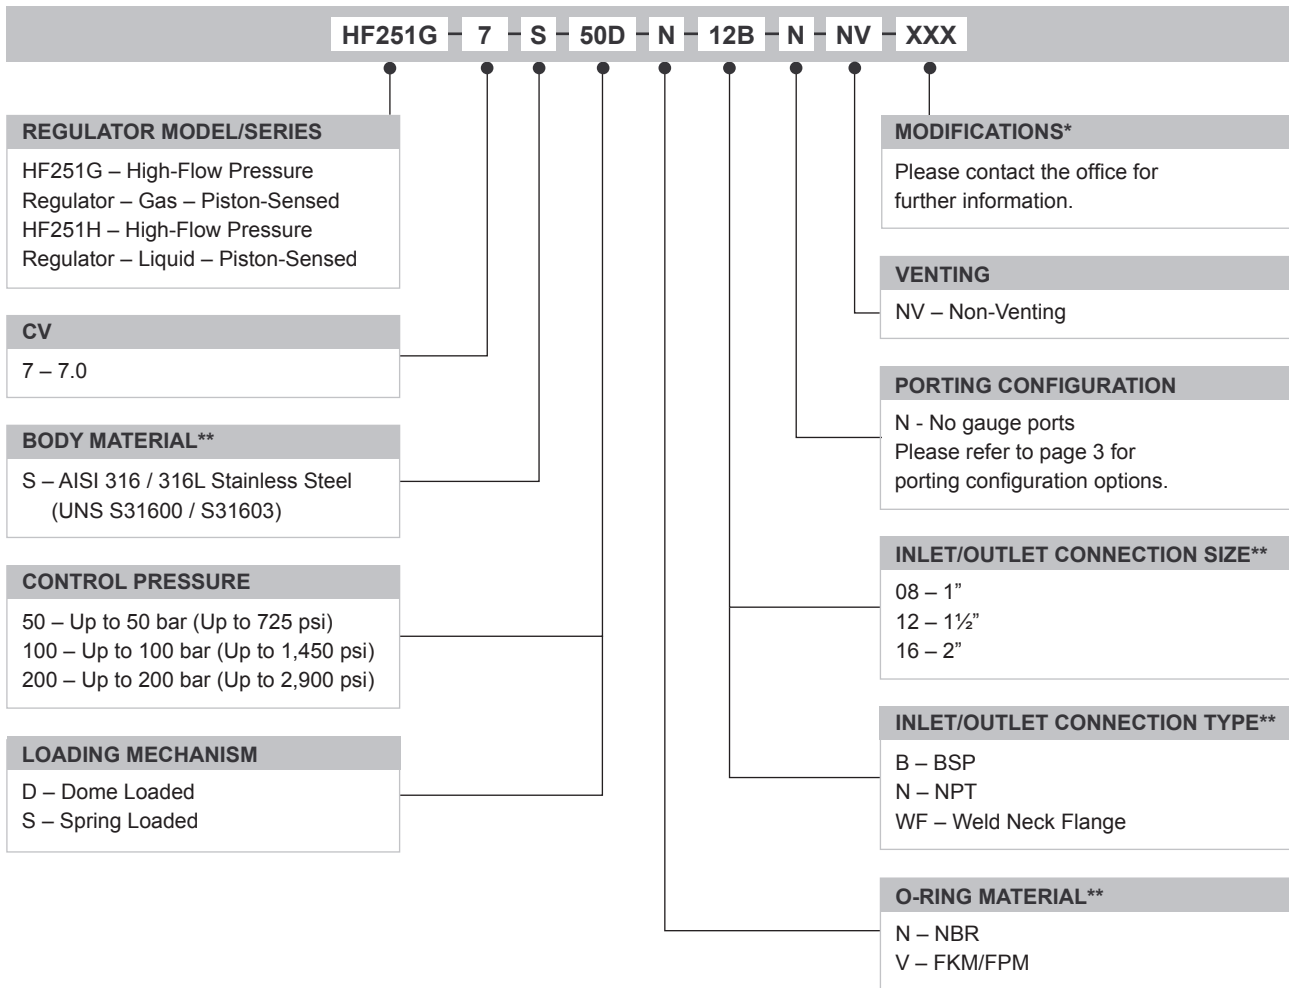 HF251G – 7 – S – 50D – N – 12B – N – NV – XXX
REGULATOR MODEL/SERIES
HF251G – High-Flow Pressure
Regulator – Gas – Piston-Sensed
HF251H – High-Flow Pressure
Regulator – Liquid – Piston-Sensed
CV
7 – 7.0
BODY MATERIAL**
S – AISI 316 / 316L Stainless Steel
(UNS S31600 / S31603)
CONTROL PRESSURE
50 – Up to 50 bar (Up to 725 psi)
100 – Up to 100 bar (Up to 1,450 psi)
200 – Up to 200 bar (Up to 2,900 psi)
LOADING MECHANISM
D – Dome Loaded
S – Spring Loaded
MODIFICATIONS*
Please contact the office for
further information.
VENTING
NV – Non-Venting
PORTING CONFIGURATION
N - No gauge ports
Please refer to page 3 for
porting configuration options.
INLET/OUTLET CONNECTION SIZE**
08 – 1”
12 – 1½”
16 – 2”
INLET/OUTLET CONNECTION TYPE**
B – BSP
N – NPT
WF – Weld Neck Flange
O-RING MATERIAL**
N – NBR
V – FKM/FPM